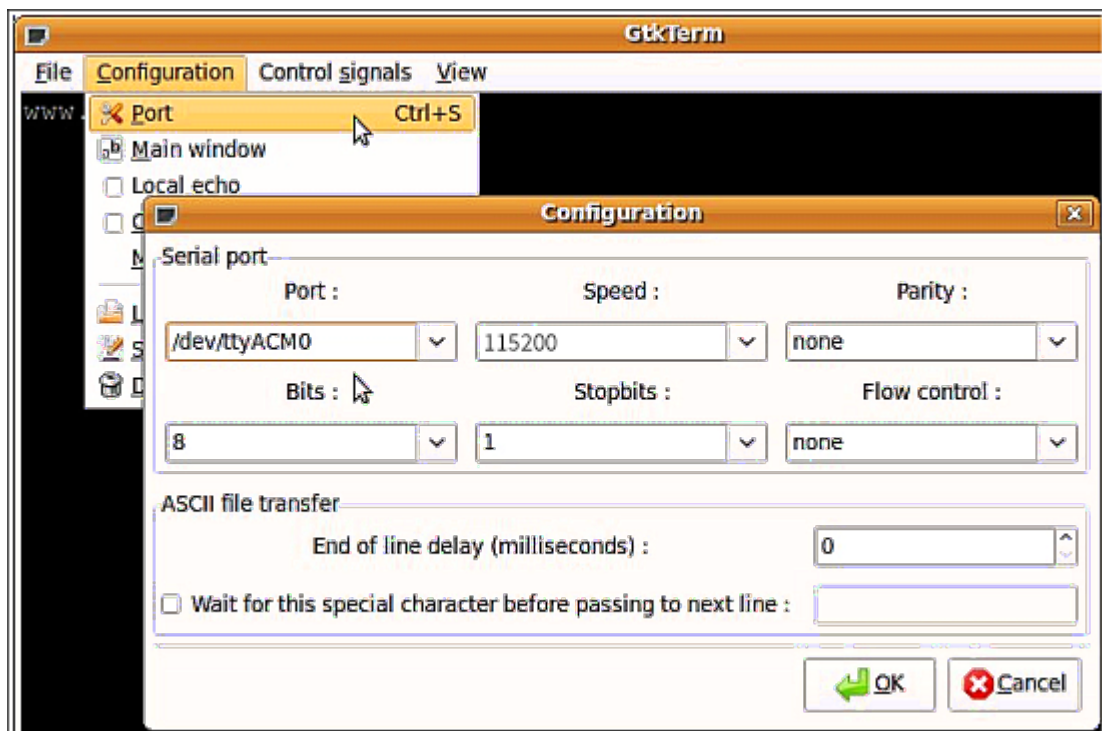 GtkTerm
File Configuration Control signals View
www.
Port Ctrl+S
Main window
Local echo
Configuration
Serial port
Port : Speed : Parity :
/dev/ttyACM0 115200 none
Bits : Stopbits : Flow control :
8 1 none
ASCII file transfer
End of line delay (milliseconds) : 0
Wait for this special character before passing to next line :
OK Cancel